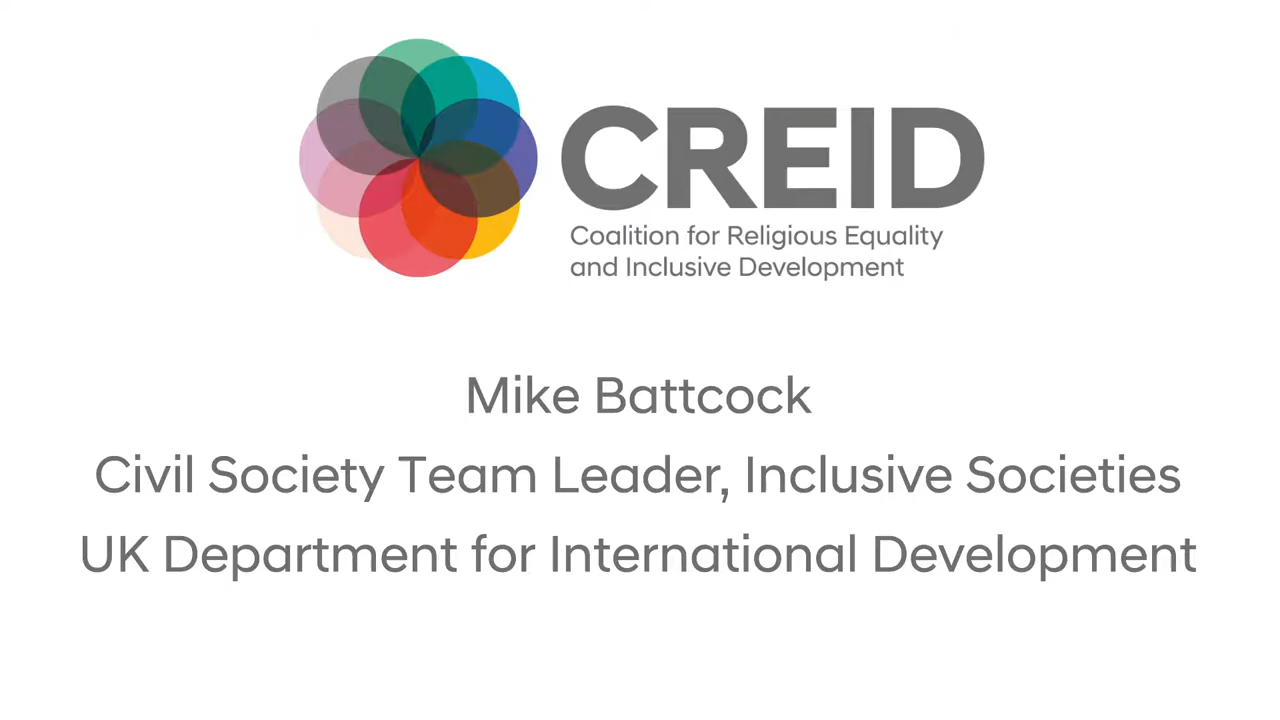 CREID
Coalition for Religious Equality
and Inclusive Development
Mike Battcock
Civil Society Team Leader, Inclusive Societies
UK Department for International Development